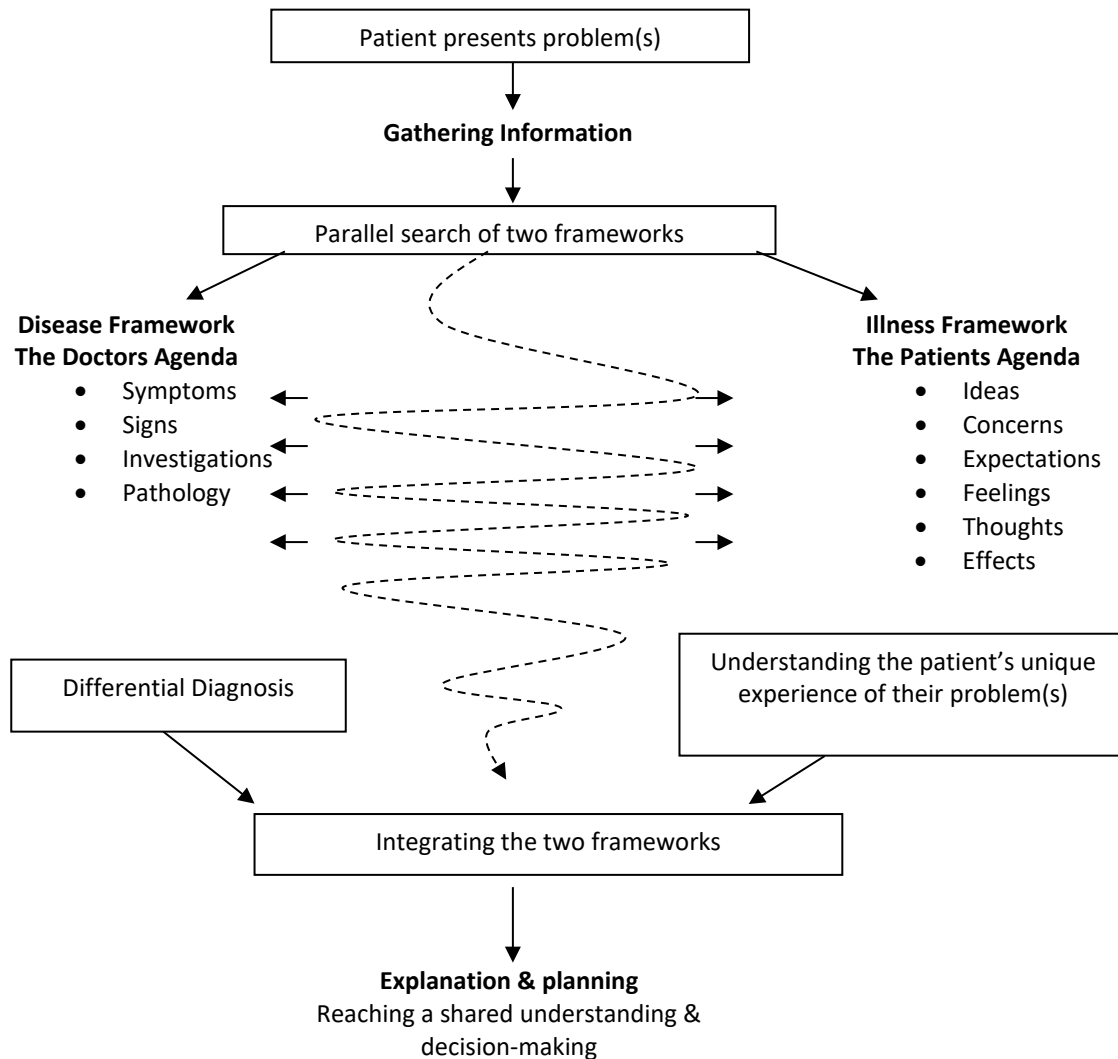 Patient presents problem(s)
Gathering Information
Parallel search of two frameworks
Disease Framework
The Doctors Agenda
• Symptoms
• Signs
• Investigations
• Pathology
Illness Framework
The Patients Agenda
• Ideas
• Concerns
• Expectations
• Feelings
• Thoughts
• Effects
Differential Diagnosis
Understanding the patient’s unique
experience of their problem(s)
Integrating the two frameworks
Explanation & planning
Reaching a shared understanding &
decision-making